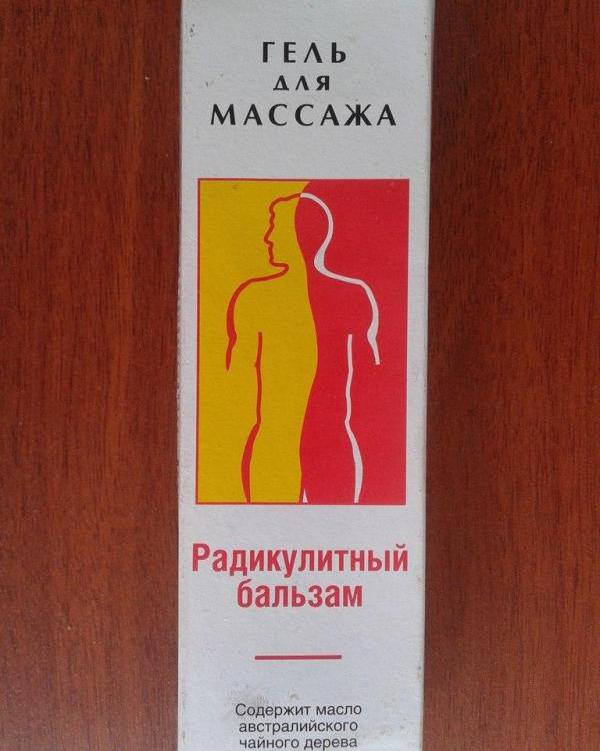 ГЕЛЬ
ДЛЯ
МАССАЖА
Радикулитный
бальзам
Содержит масло
австралийского
чайного дерева